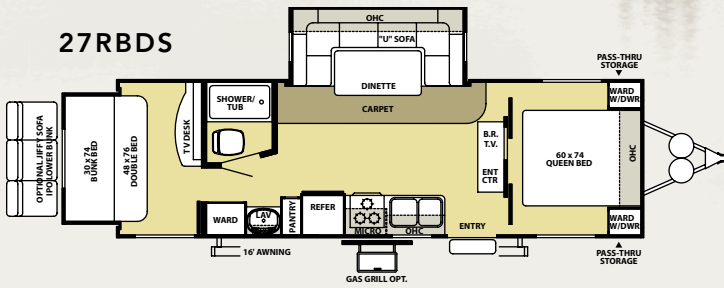 27RBDS
OHC
"U" SOFA
DINETTE
CARPET
PASS-THRU
STORAGE
WARD
W/DWR
SHOWER/
TUB
TV DESK
OPTIONAL JIFFT SOFA
IPO LOWER BUNK
30 x 74
BUNK BED
48 x 76
DOUBLE BED
B.R.
T.V.
ENT
CTR
60 x 74
QUEEN BED
OHC
WARD
LAV
PANTRY
REFER
MICRO
OHC
ENTRY
WARD
W/DWR
16' AWNING
PASS-THRU
STORAGE
GAS GRILL OPT.